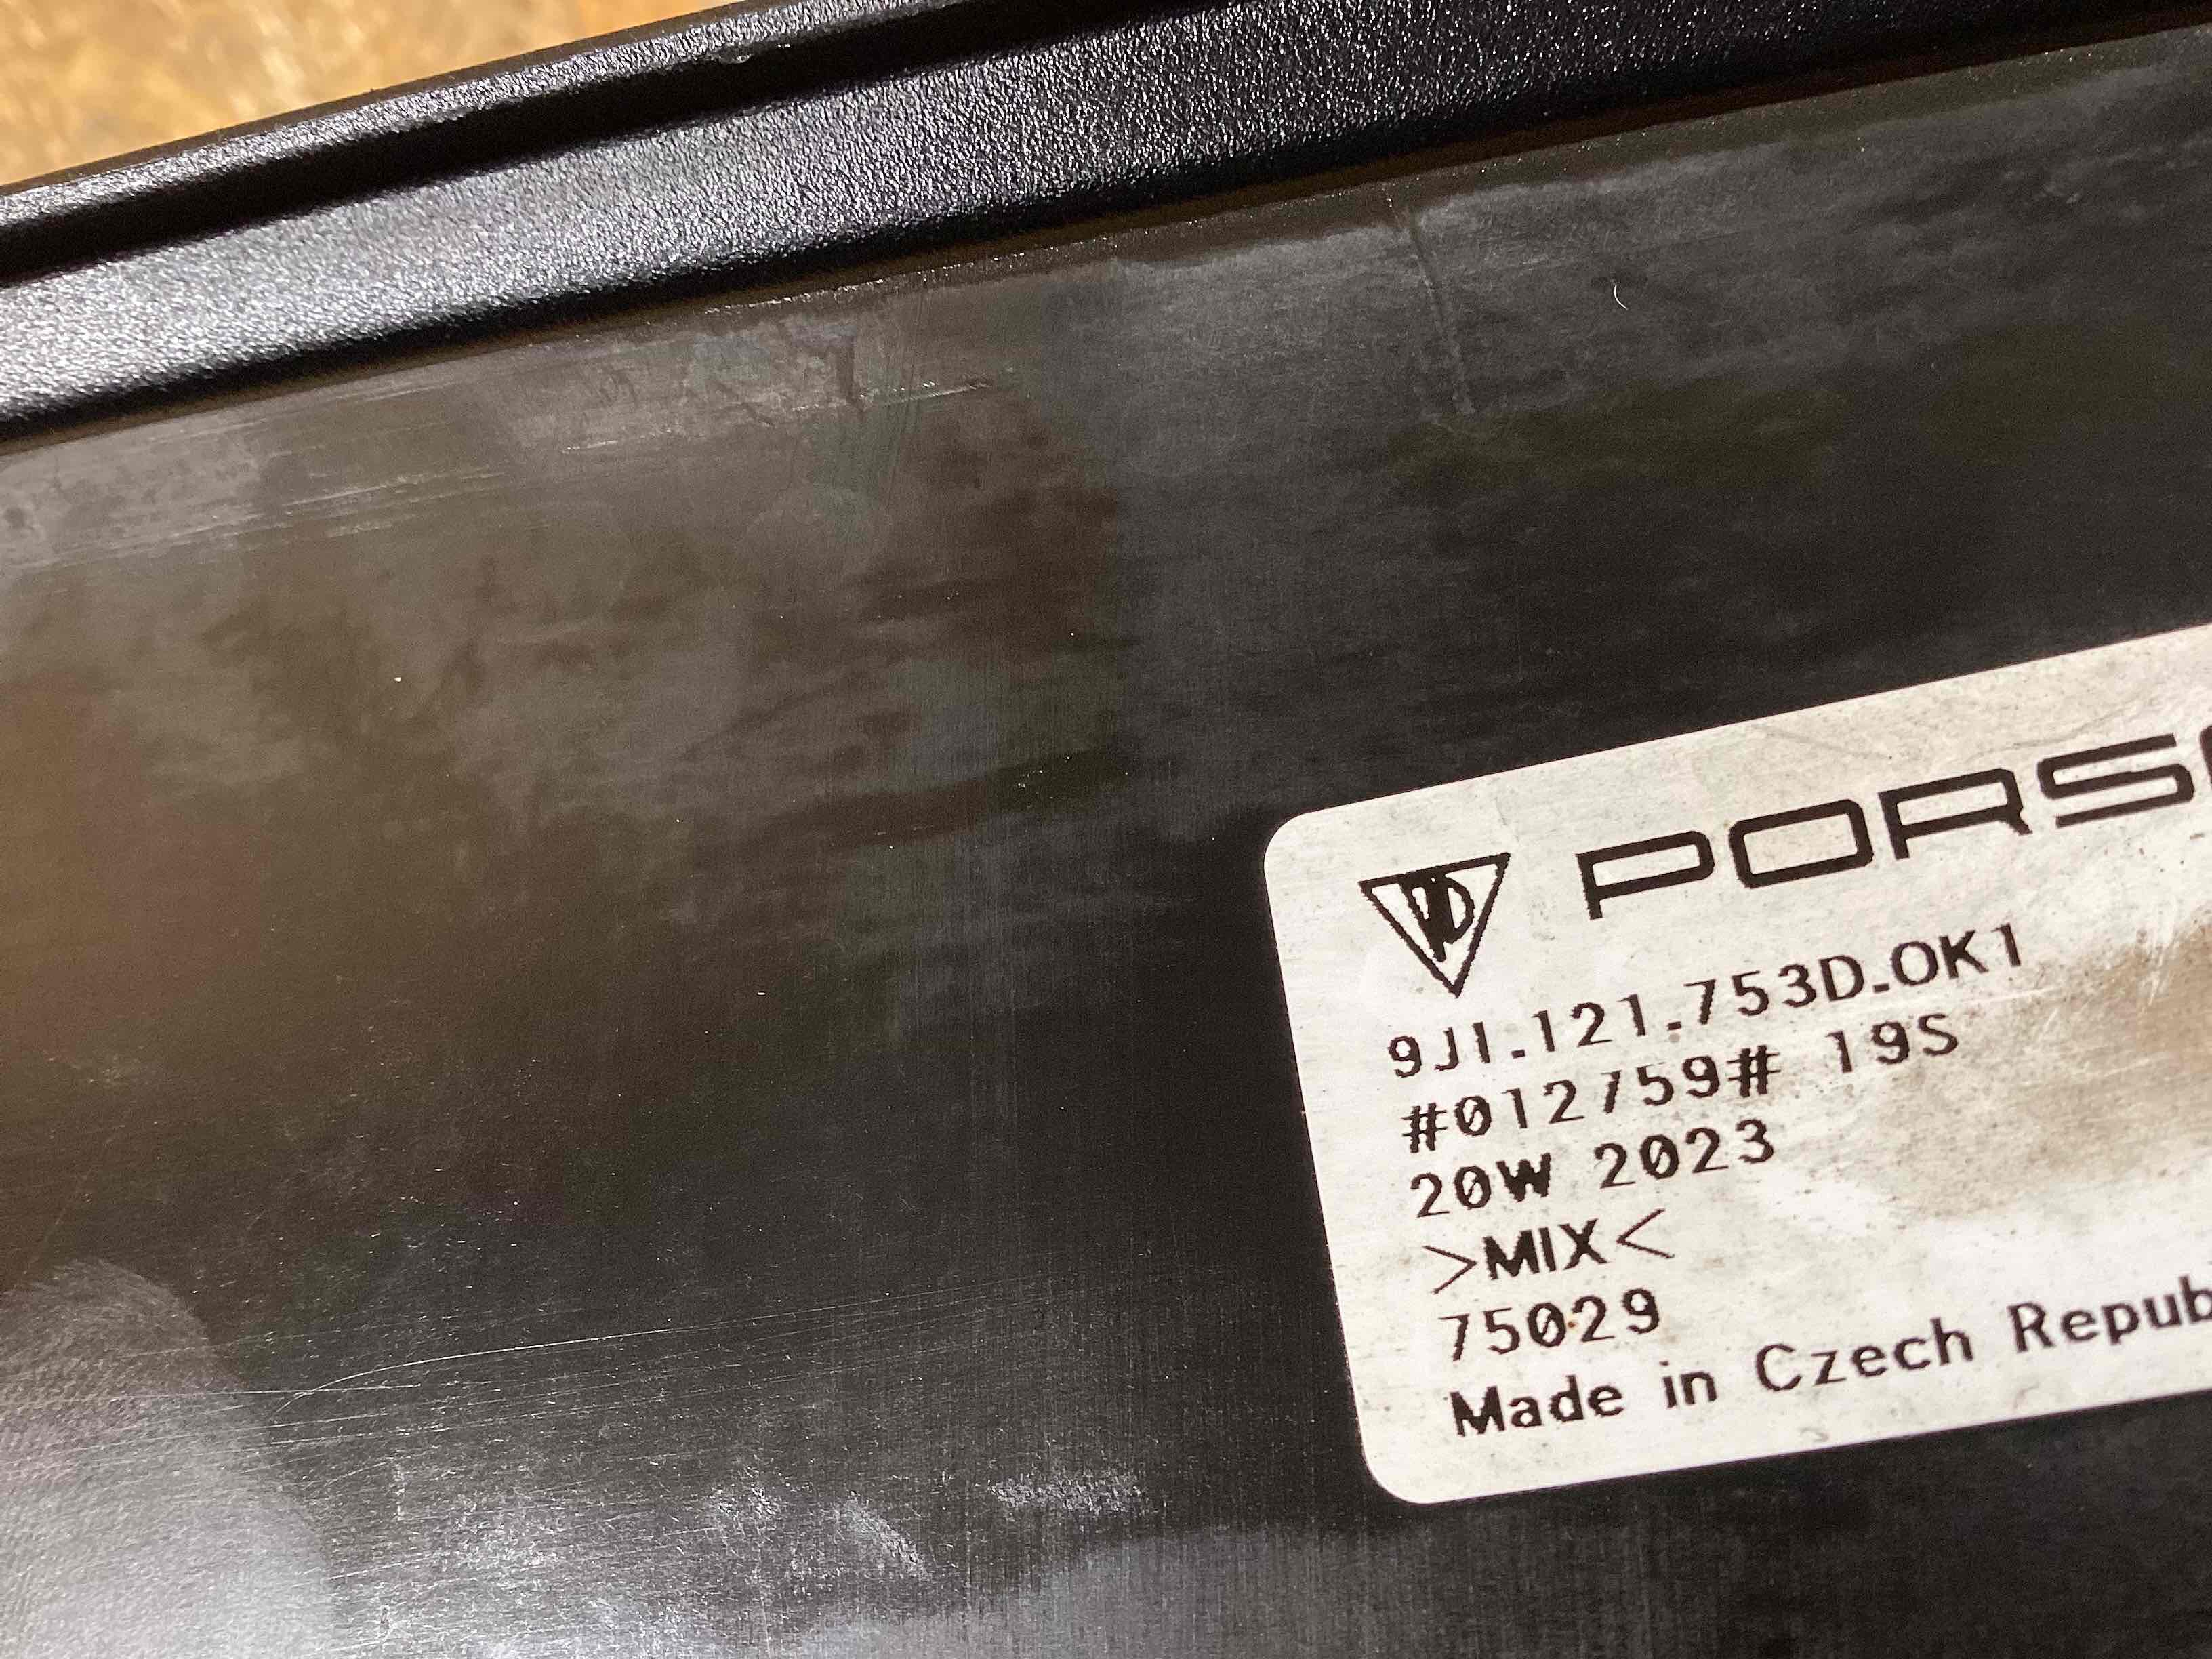 PORS
9J1.121.753D.OK1
#012759# 19S
20W 2023
>MIX<
75029
Made in Czech Repub